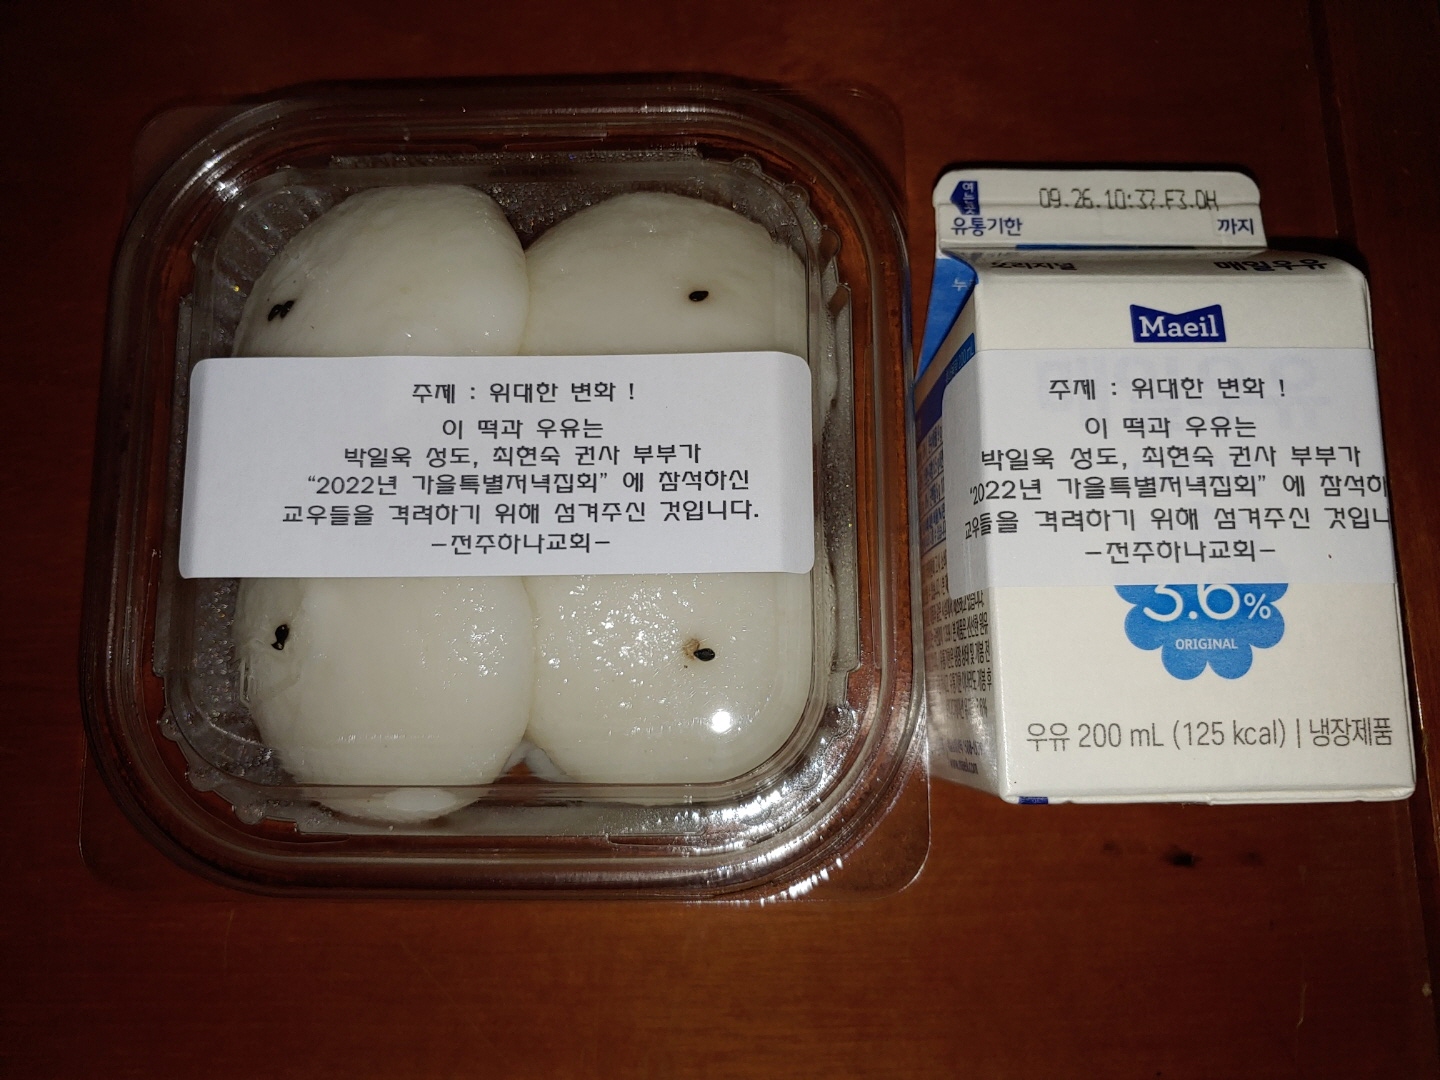 주제 : 위대한 변화 !
이 떡과 우유는
박일욱 성도, 최현숙 권사 부부가
“2022년 가을특별저녁집회” 에 참석하신
교우들을 격려하기 위해 섬겨주신 것입니다.
-전주하나교회-
여는곳
09.26.10:37.F3.0H
유통기한 까지
오리지널 매일우유
Maeil
주제 : 위대한 변화 !
이 떡과 우유는
박일욱 성도, 최현숙 권사 부부가
“2022년 가을특별저녁집회” 에 참석하
교우들을 격려하기 위해 섬겨주신 것입니
-전주하나교회-
3.6%
ORIGINAL
우유 200 mL (125 kcal) | 냉장제품